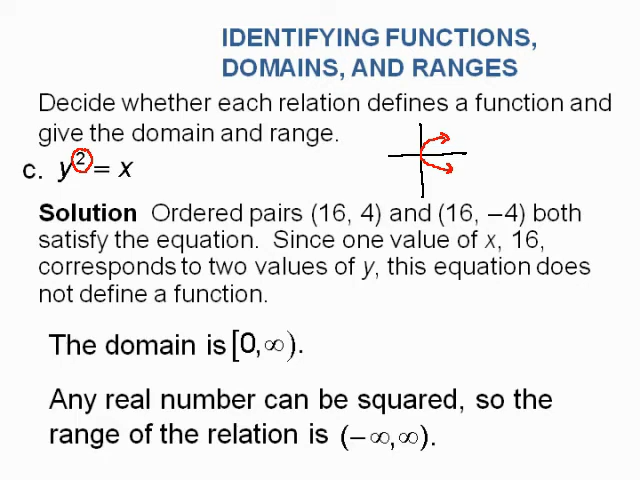 IDENTIFYING FUNCTIONS,
DOMAINS, AND RANGES
Decide whether each relation defines a function and
give the domain and range.
c. y² = x
Solution Ordered pairs (16, 4) and (16, −4) both
satisfy the equation. Since one value of x, 16,
corresponds to two values of y, this equation does
not define a function.
The domain is [0,∞).
Any real number can be squared, so the
range of the relation is (−∞,∞).